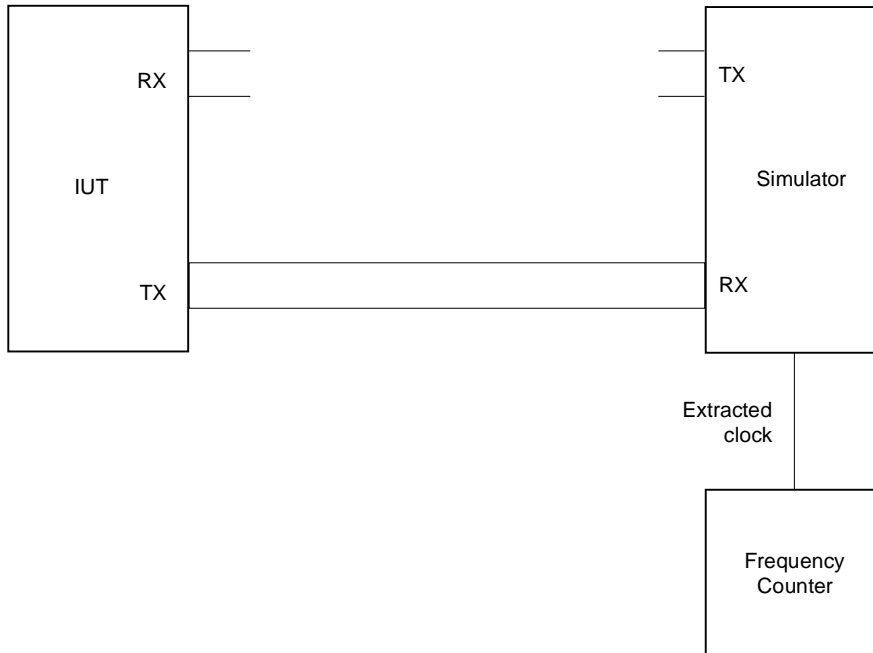 RX
TX
IUT
Simulator
TX
RX
Extracted
clock
Frequency
Counter